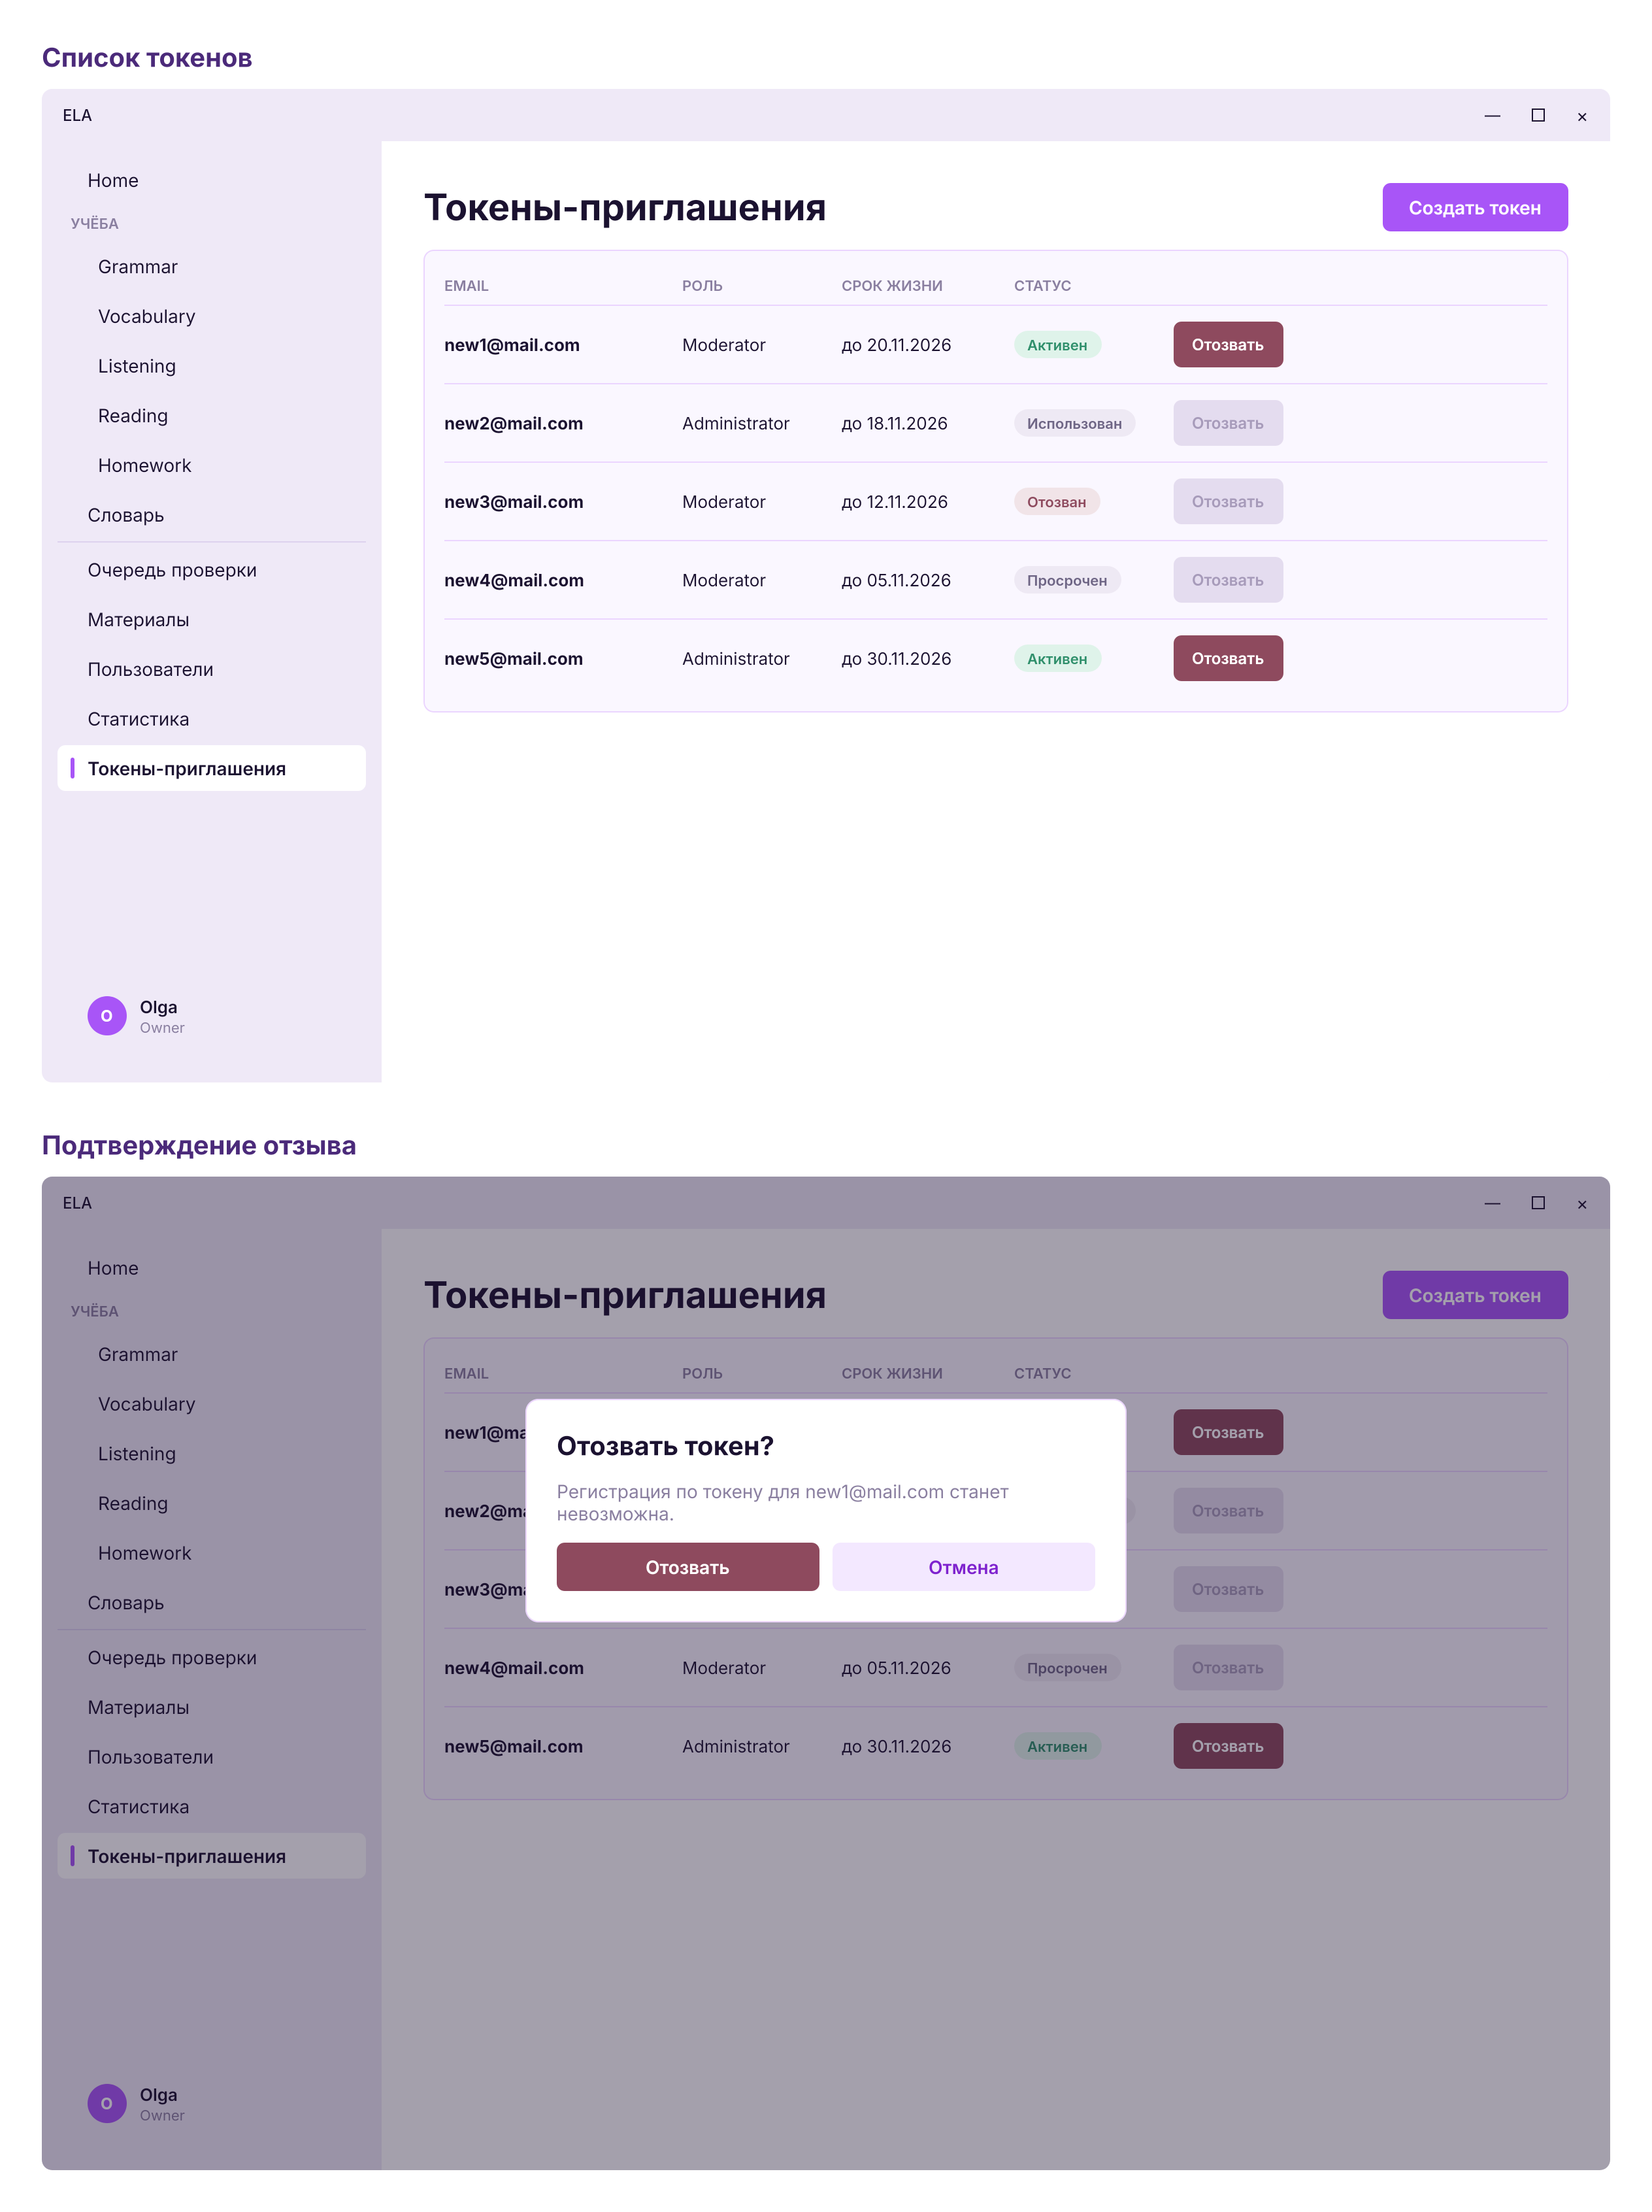 Список токенов
ELA
Home
УЧЁБА
Grammar
Vocabulary
Listening
Reading
Homework
Словарь
Очередь проверки
Материалы
Пользователи
Статистика
Токены-приглашения
O
Olga
Owner
Токены-приглашения
Создать токен
EMAIL РОЛЬ СРОК ЖИЗНИ СТАТУС
new1@mail.com Moderator до 20.11.2026 Активен Отозвать
new2@mail.com Administrator до 18.11.2026 Использован Отозвать
new3@mail.com Moderator до 12.11.2026 Отозван Отозвать
new4@mail.com Moderator до 05.11.2026 Просрочен Отозвать
new5@mail.com Administrator до 30.11.2026 Активен Отозвать
Подтверждение отзыва
ELA
Home
УЧЁБА
Grammar
Vocabulary
Listening
Reading
Homework
Словарь
Очередь проверки
Материалы
Пользователи
Статистика
Токены-приглашения
O
Olga
Owner
Токены-приглашения
Создать токен
EMAIL РОЛЬ СРОК ЖИЗНИ СТАТУС
new1@ma Отозвать
new2@ma Отозвать
new3@ma Отозвать
new4@mail.com Moderator до 05.11.2026 Просрочен Отозвать
new5@mail.com Administrator до 30.11.2026 Активен Отозвать
Отозвать токен?
Регистрация по токену для new1@mail.com станет
невозможна.
Отозвать Отмена